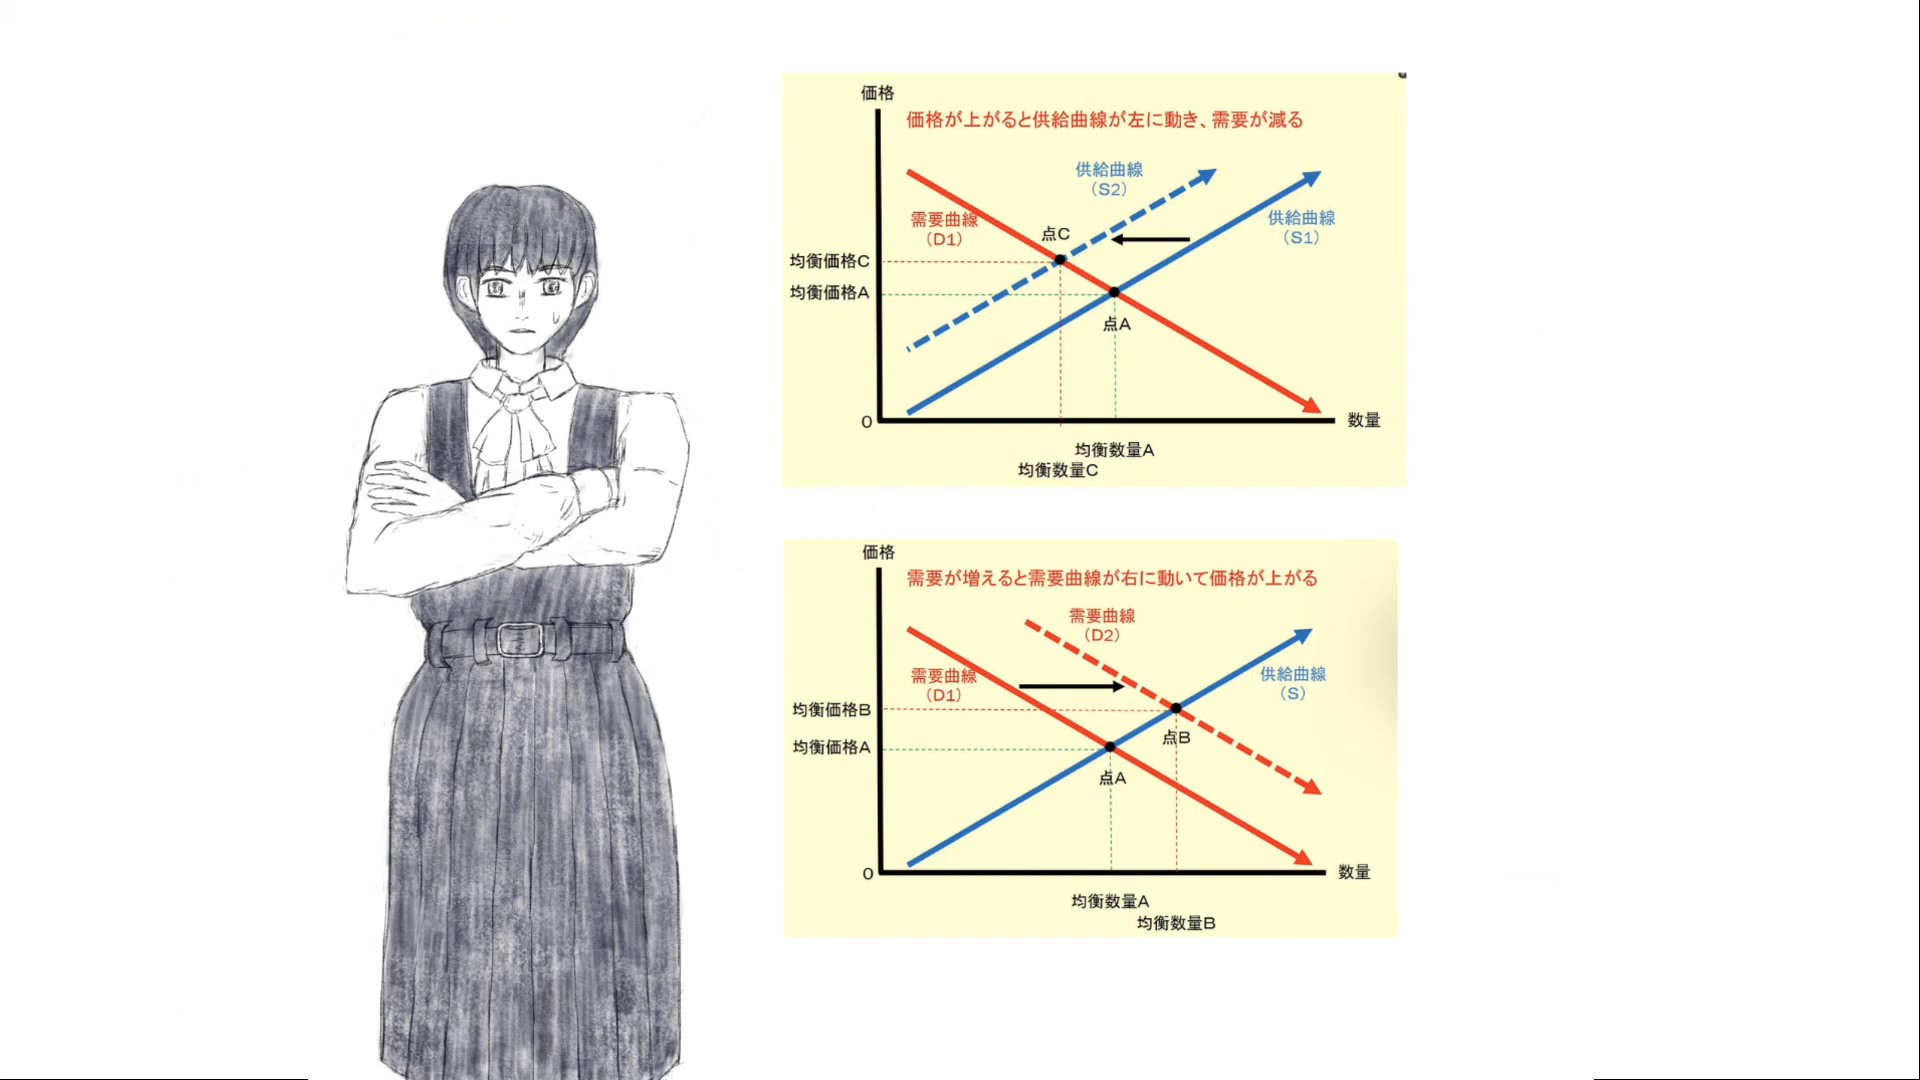 価格
価格が上がると供給曲線が左に動き、需要が減る
供給曲線
（S2）
需要曲線
（D1）
供給曲線
（S1）
点C
均衡価格C
均衡価格A
点A
0
数量
均衡数量A
均衡数量C
価格
需要が増えると需要曲線が右に動いて価格が上がる
需要曲線
（D2）
需要曲線
（D1）
供給曲線
（S）
均衡価格B
点B
均衡価格A
点A
0
数量
均衡数量A
均衡数量B